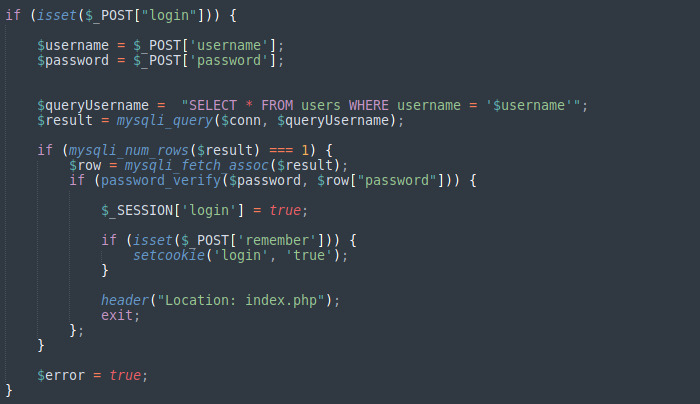 if (isset($_POST["login"])) {
$username = $_POST['username'];
$password = $_POST['password'];
$queryUsername =  "SELECT * FROM users WHERE username = '$username'";
$result = mysqli_query($conn, $queryUsername);
if (mysqli_num_rows($result) === 1) {
$row = mysqli_fetch_assoc($result);
if (password_verify($password, $row["password"])) {
$_SESSION['login'] = true;
if (isset($_POST['remember'])) {
setcookie('login', 'true');
}
header("Location: index.php");
exit;
};
}
$error = true;
}